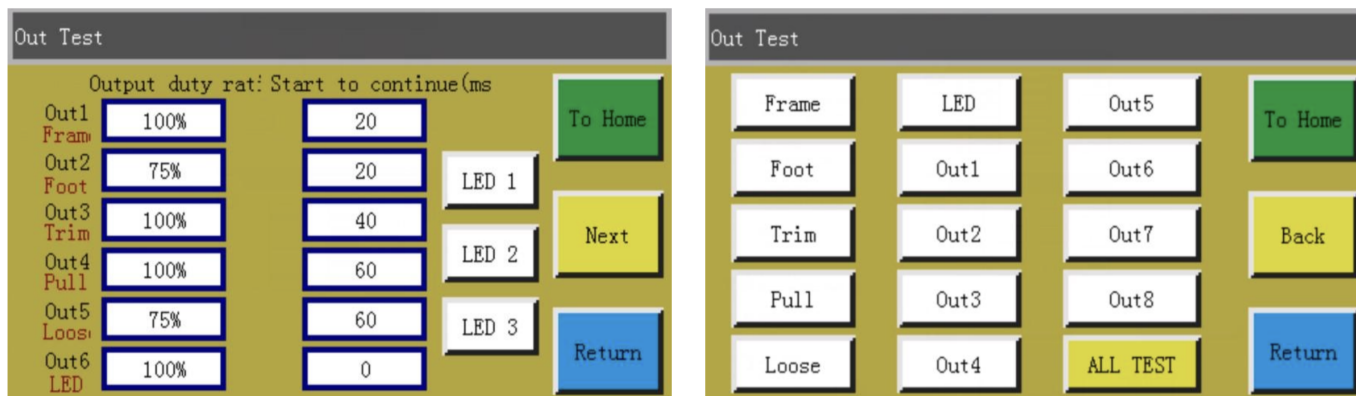 Out Test
Output duty rati Start to continue(ms
Out1 100% 20
Frame
Out2 75% 20
Foot
Out3 100% 40
Trim
Out4 100% 60
Pull
Out5 75% 60
Loose
Out6 100% 0
LED
LED 1
LED 2
LED 3
To Home
Next
Return
Out Test
Frame LED Out5
Foot Out1 Out6
Trim Out2 Out7
Pull Out3 Out8
Loose Out4 ALL TEST
To Home
Back
Return